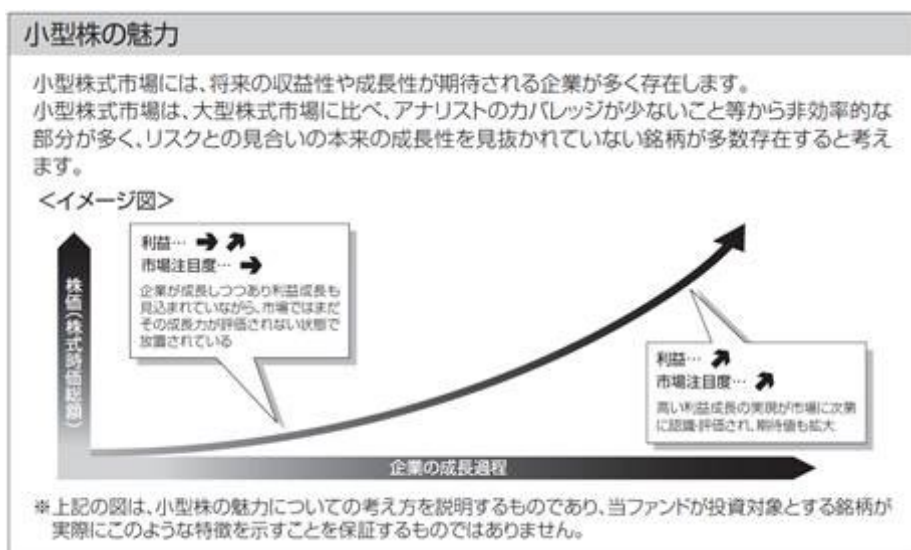 小型株の魅力
小型株式市場には、将来の収益性や成長性が期待される企業が多く存在します。
小型株式市場は、大型株式市場に比べ、アナリストのカバレッジが少ないこと等から非効率的な
部分が多く、リスクとの見合いの本来の成長性を見抜かれていない銘柄が多数存在すると考え
ます。
＜イメージ図＞
株価(株式時価総額)
利益… ➡ ⬈
市場注目度… ➡
企業が成長しつつあり利益成長も
見込まれていながら、市場ではまだ
その成長力が評価されない状態で
放置されている
利益… ⬈
市場注目度… ⬈
高い利益成長の実現が市場に次第
に認識・評価され、期待値も拡大
企業の成長過程
※上記の図は、小型株の魅力についての考え方を説明するものであり、当ファンドが投資対象とする銘柄が
実際にこのような特徴を示すことを保証するものではありません。